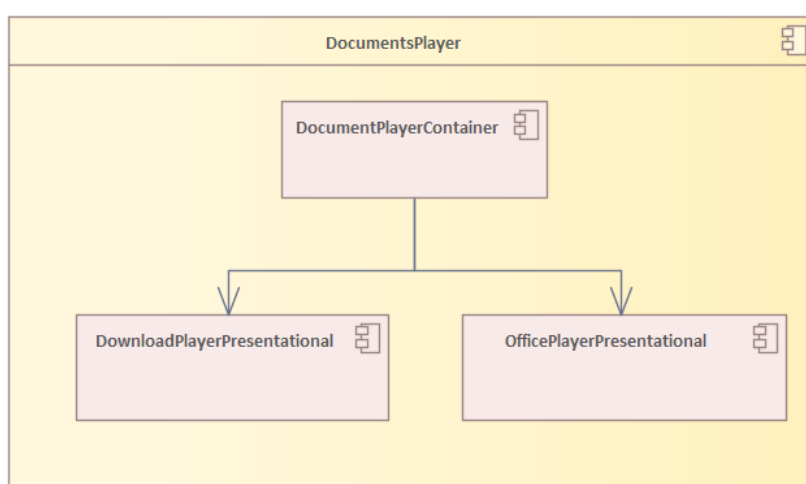 DocumentsPlayer
DocumentPlayerContainer
DownloadPlayerPresentational
OfficePlayerPresentational